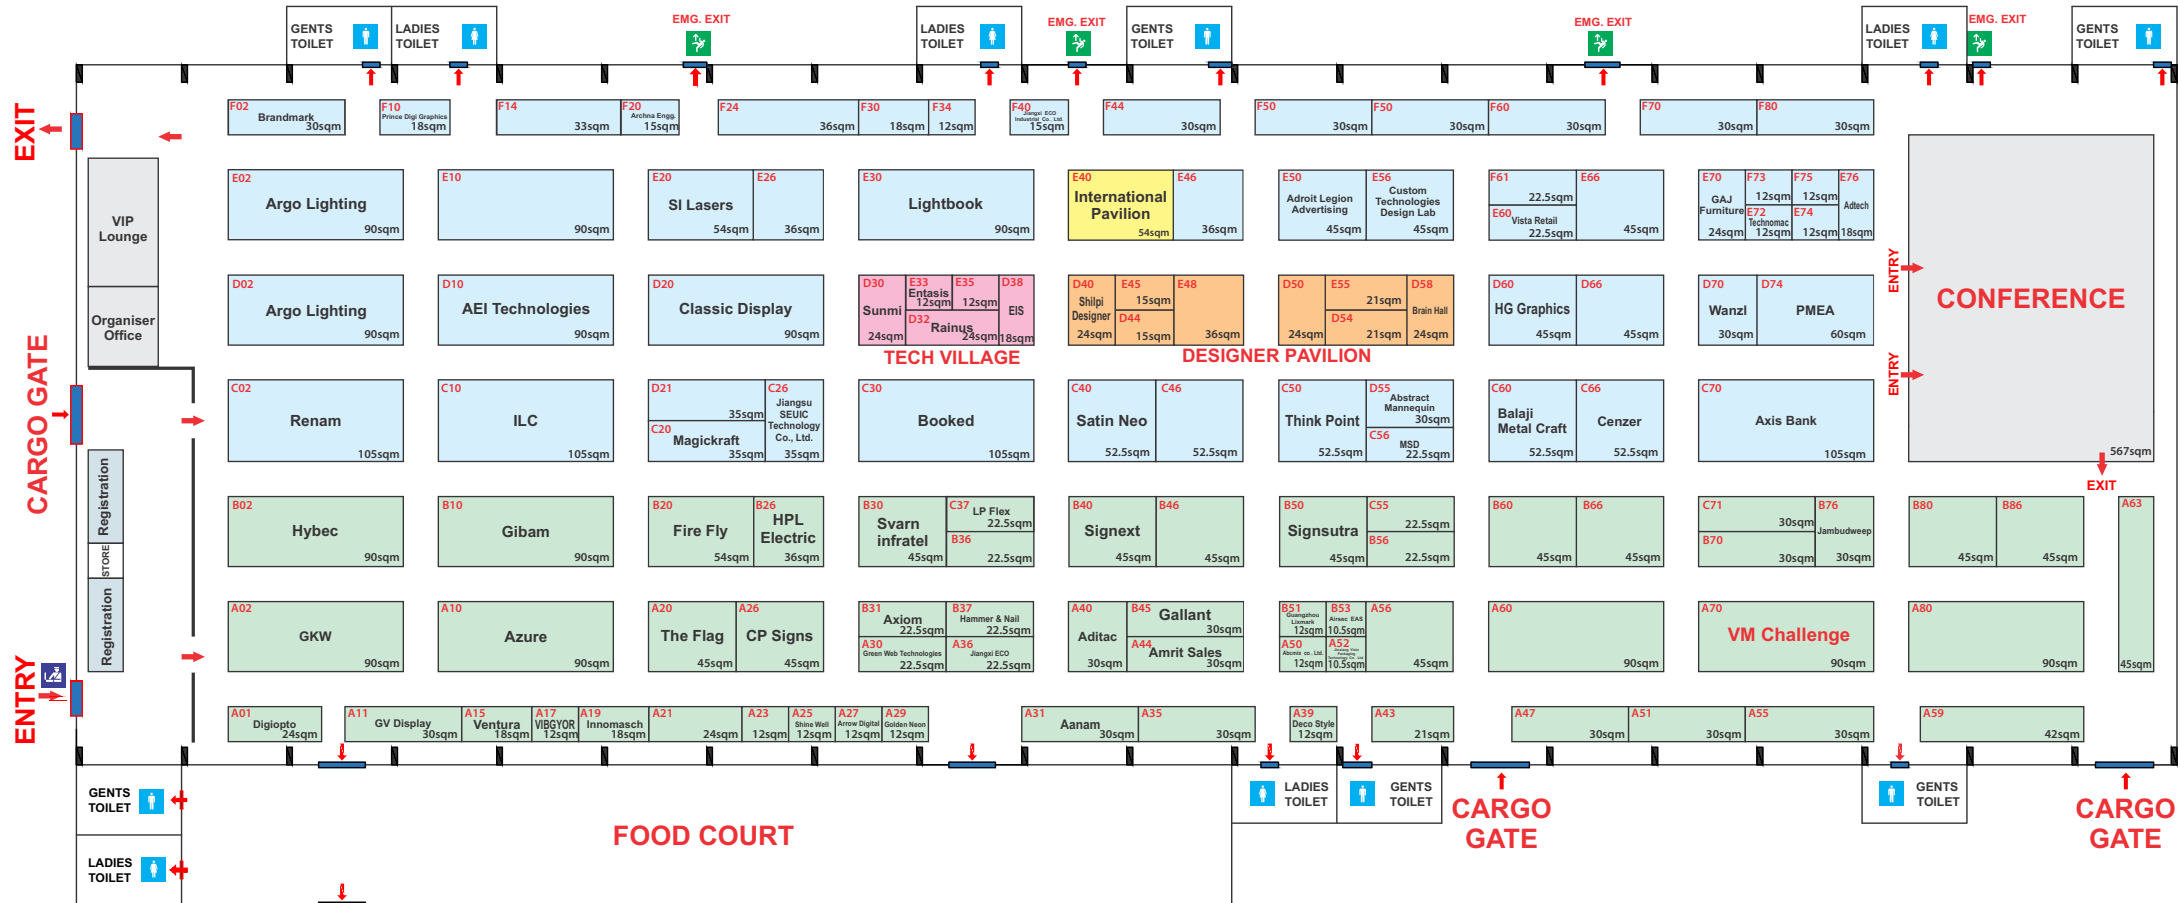 GENTS
TOILET
LADIES
TOILET
EMG. EXIT
LADIES
TOILET
EMG. EXIT
GENTS
TOILET
EMG. EXIT
LADIES
TOILET
EMG. EXIT
GENTS
TOILET
EXIT
F02
Brandmark
30sqm
F10
Prince Digi Graphics
18sqm
F14
33sqm
F20
Archna Engg.
15sqm
F24
36sqm
F30
18sqm
F34
12sqm
F40
Jiangxi ECO
Industrial Co., Ltd.
15sqm
F44
30sqm
F50
30sqm
F50
30sqm
F60
30sqm
F70
30sqm
F80
30sqm
VIP
Lounge
Organiser
Office
E02
Argo Lighting
90sqm
E10
90sqm
E20
SI Lasers
54sqm
E26
36sqm
E30
Lightbook
90sqm
E40
International
Pavilion
54sqm
E46
36sqm
E50
Adroit Legion
Advertising
45sqm
E56
Custom
Technologies
Design Lab
45sqm
F61
22.5sqm
E60
Vista Retail
22.5sqm
E66
45sqm
E70
GAJ
Furniture
24sqm
F73
12sqm
E72
Technomac
12sqm
F75
12sqm
E74
12sqm
E76
Adtech
18sqm
ENTRY
ENTRY
CONFERENCE
567sqm
EXIT
D02
Argo Lighting
90sqm
D10
AEI Technologies
90sqm
D20
Classic Display
90sqm
D30
Sunmi
24sqm
E33
Entasis
12sqm
E35
12sqm
D32
Rainus
24sqm
D38
EIS
18sqm
TECH VILLAGE
D40
Shilpi
Designer
24sqm
E45
15sqm
D44
15sqm
E48
36sqm
DESIGNER PAVILION
D50
24sqm
E55
21sqm
D54
21sqm
D58
Brain Hall
24sqm
D60
HG Graphics
45sqm
D66
45sqm
D70
Wanzl
30sqm
D74
PMEA
60sqm
CARGO GATE
C02
Renam
105sqm
C10
ILC
105sqm
D21
35sqm
C20
Magickraft
35sqm
C26
Jiangsu
SEUIC
Technology
Co., Ltd.
35sqm
C30
Booked
105sqm
C40
Satin Neo
52.5sqm
C46
52.5sqm
C50
Think Point
52.5sqm
D55
Abstract
Mannequin
30sqm
C56
MSD
22.5sqm
C60
Balaji
Metal Craft
52.5sqm
C66
Cenzer
52.5sqm
C70
Axis Bank
105sqm
Registration
STORE
Registration
B02
Hybec
90sqm
B10
Gibam
90sqm
B20
Fire Fly
54sqm
B26
HPL
Electric
36sqm
B30
Svarn
infratel
45sqm
C37
LP Flex
22.5sqm
B36
22.5sqm
B40
Signext
45sqm
B46
45sqm
B50
Signsutra
45sqm
C55
22.5sqm
B56
22.5sqm
B60
45sqm
B66
45sqm
C71
30sqm
B70
30sqm
B76
Jambudweep
30sqm
B80
45sqm
B86
45sqm
A63
45sqm
A02
GKW
90sqm
A10
Azure
90sqm
A20
The Flag
45sqm
A26
CP Signs
45sqm
B31
Axiom
22.5sqm
B37
Hammer & Nail
22.5sqm
A30
Green Web Technologies
22.5sqm
A36
Jiangxi ECO
22.5sqm
A40
Aditac
30sqm
B45
Gallant
30sqm
A44
Amrit Sales
30sqm
B51
Guangzhou
Lixmark
12sqm
B53
Airsec EAS
10.5sqm
A50
Abcmix co., Ltd.
12sqm
A52
10.5sqm
A56
45sqm
A60
90sqm
A70
VM Challenge
90sqm
A80
90sqm
ENTRY
A01
Digiopto
24sqm
A11
GV Display
30sqm
A15
Ventura
18sqm
A17
VIBGYOR
12sqm
A19
Innomasch
18sqm
A21
24sqm
A23
12sqm
A25
Shine Well
12sqm
A27
Arrow Digital
12sqm
A29
Golden Neon
12sqm
A31
Aanam
30sqm
A35
30sqm
A39
Deco Style
12sqm
A43
21sqm
A47
30sqm
A51
30sqm
A55
30sqm
A59
42sqm
GENTS
TOILET
LADIES
TOILET
FOOD COURT
LADIES
TOILET
GENTS
TOILET
CARGO
GATE
GENTS
TOILET
CARGO
GATE